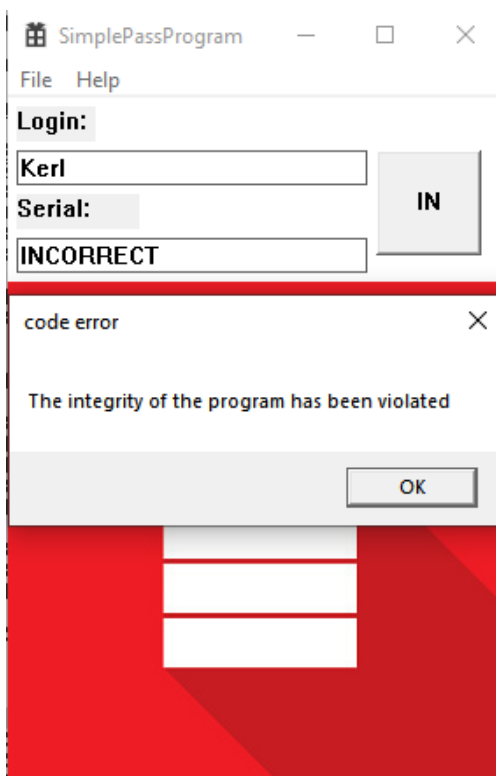 SimplePassProgram
File Help
Login:
Kerl
IN
Serial:
INCORRECT
code error
The integrity of the program has been violated
OK